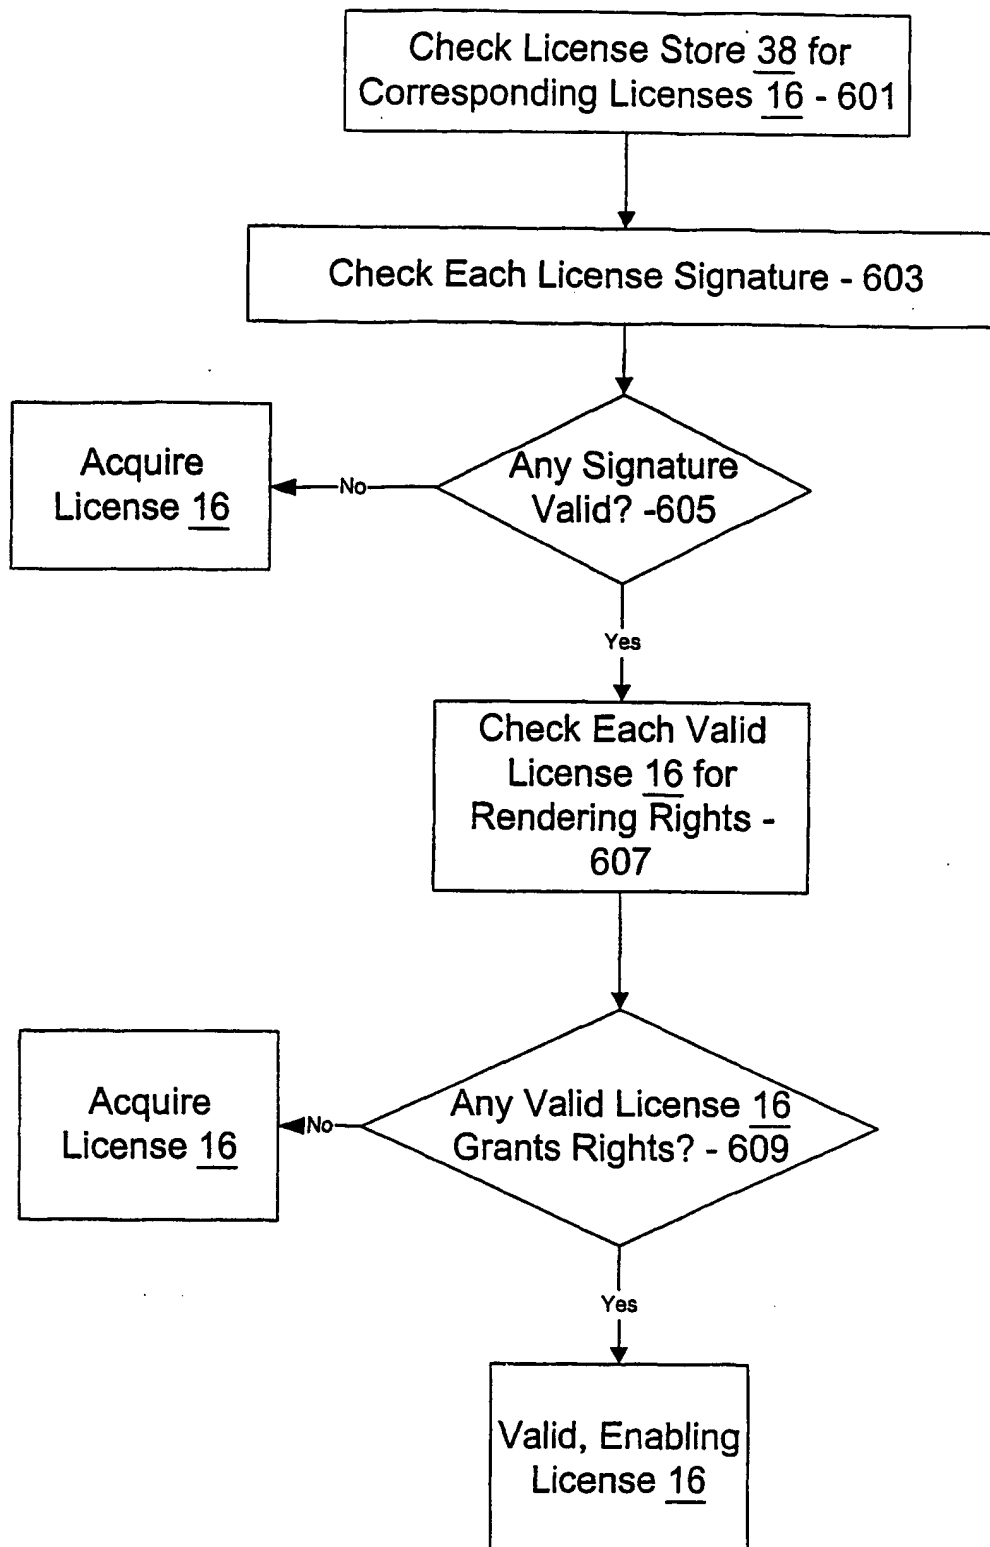 Check License Store 38 for
Corresponding Licenses 16 - 601
Check Each License Signature - 603
Any Signature
Valid? -605
No
Acquire
License 16
Yes
Check Each Valid
License 16 for
Rendering Rights -
607
Any Valid License 16
Grants Rights? - 609
No
Acquire
License 16
Yes
Valid, Enabling
License 16